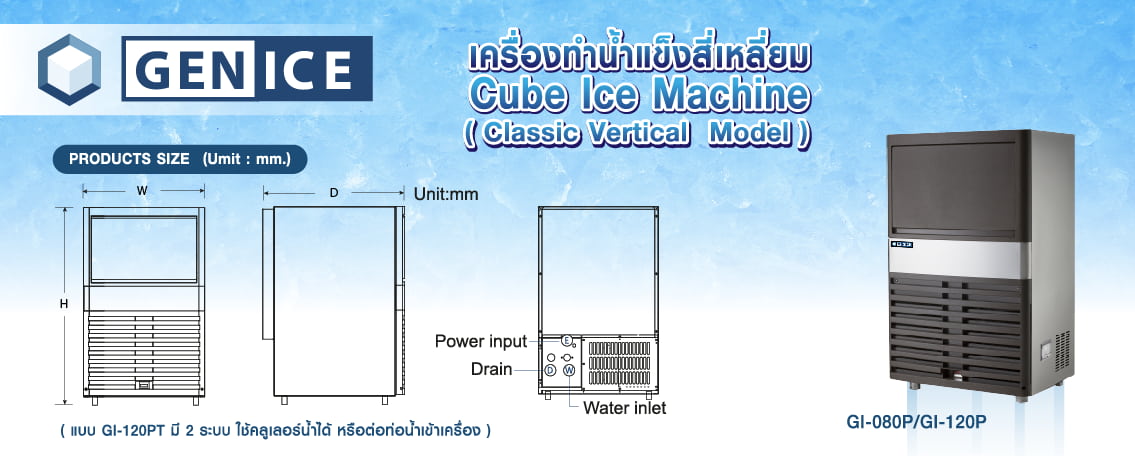 GENICE
เครื่องทำน้ำแข็งสี่เหลี่ยม
Cube Ice Machine
( Classic Vertical Model )
PRODUCTS SIZE (Umit : mm.)
W
D
Unit:mm
H
Power input
E
Drain
D
W
Water inlet
( แบบ GI-120PT มี 2 ระบบ ใช้คลูเลอร์น้ำได้ หรือต่อท่อน้ำเข้าเครื่อง )
GI-080P/GI-120P